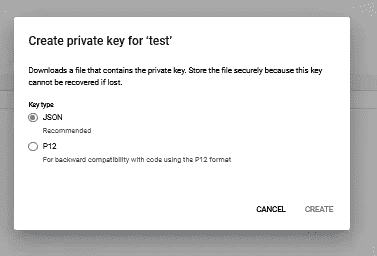 Create private key for ‘test’
Downloads a file that contains the private key. Store the file securely because this key
cannot be recovered if lost.
Key type
JSON
Recommended
P12
For backward compatibility with code using the P12 format
CANCEL
CREATE